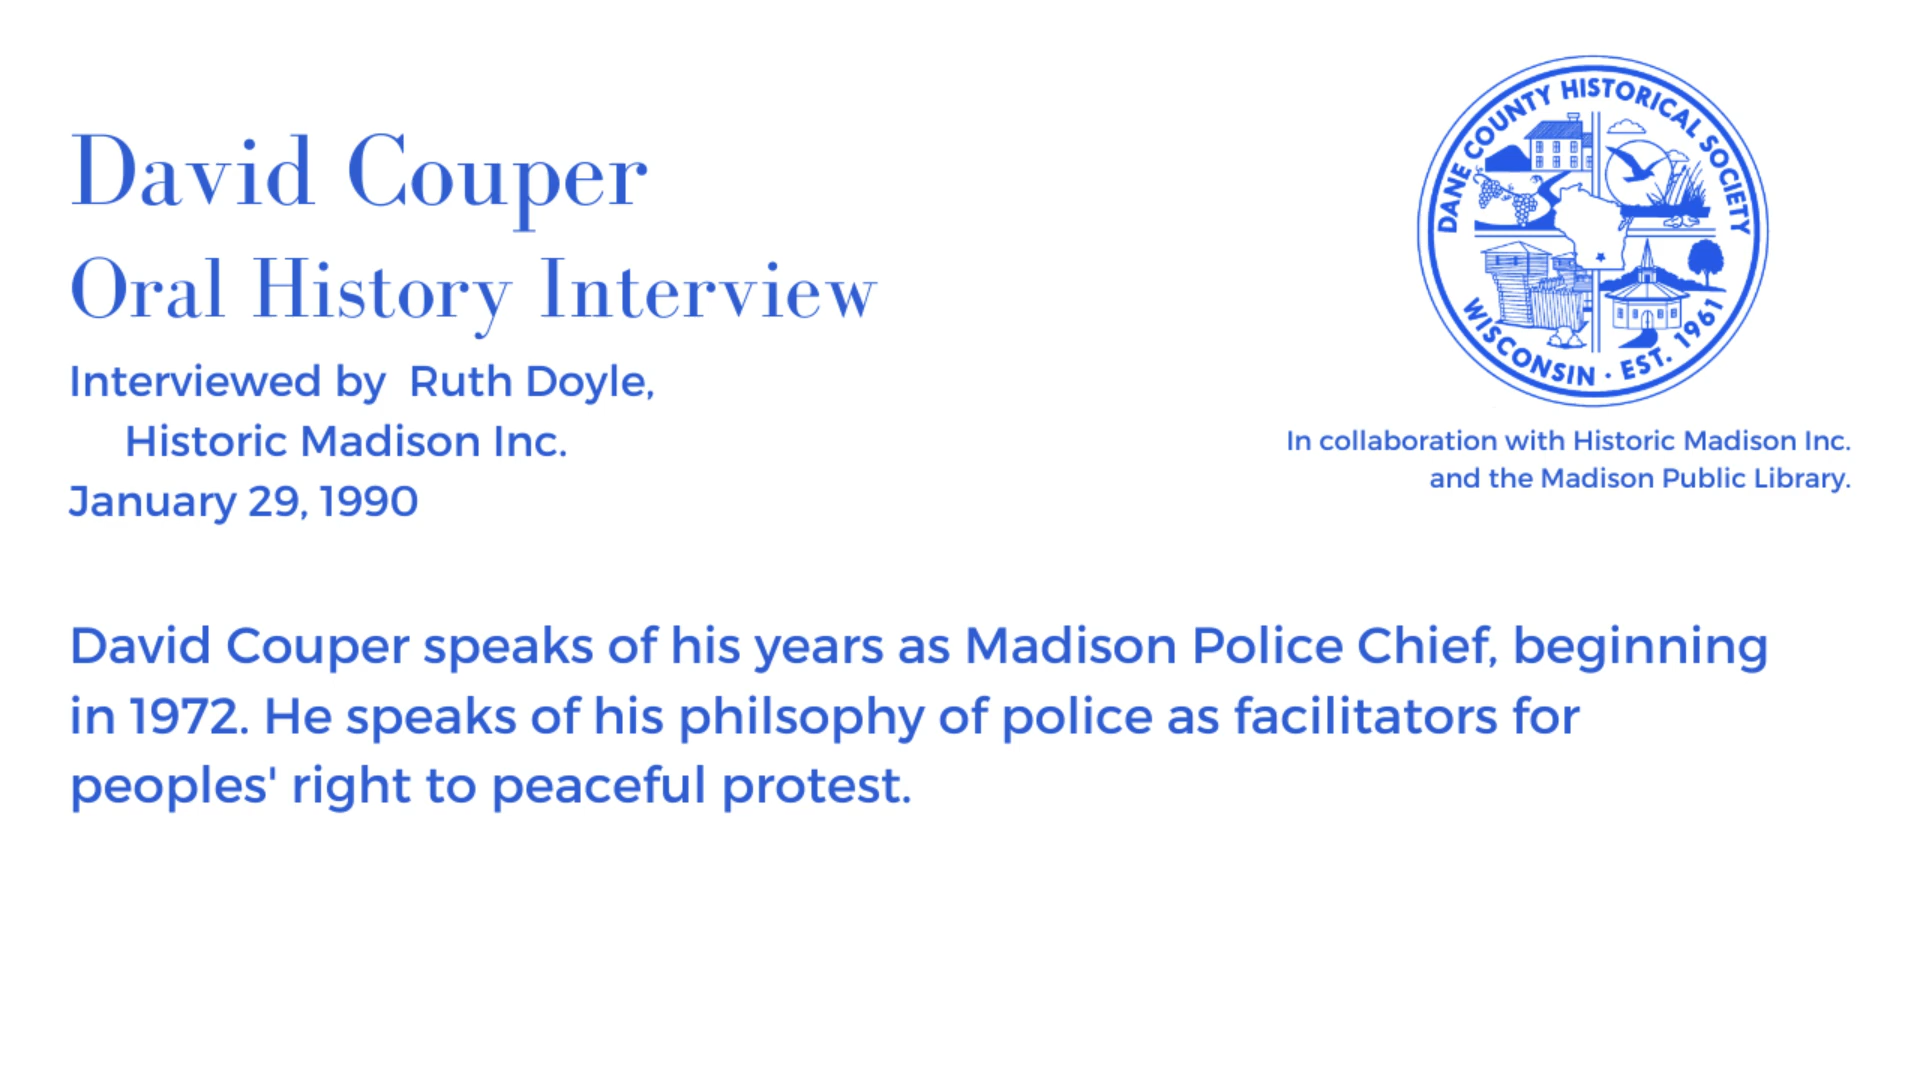 David Couper
Oral History Interview
Interviewed by Ruth Doyle,
Historic Madison Inc.
January 29, 1990
DANE COUNTY HISTORICAL SOCIETY
WISCONSIN · EST. 1961
In collaboration with Historic Madison Inc.
and the Madison Public Library.
David Couper speaks of his years as Madison Police Chief, beginning
in 1972. He speaks of his philsophy of police as facilitators for
peoples' right to peaceful protest.